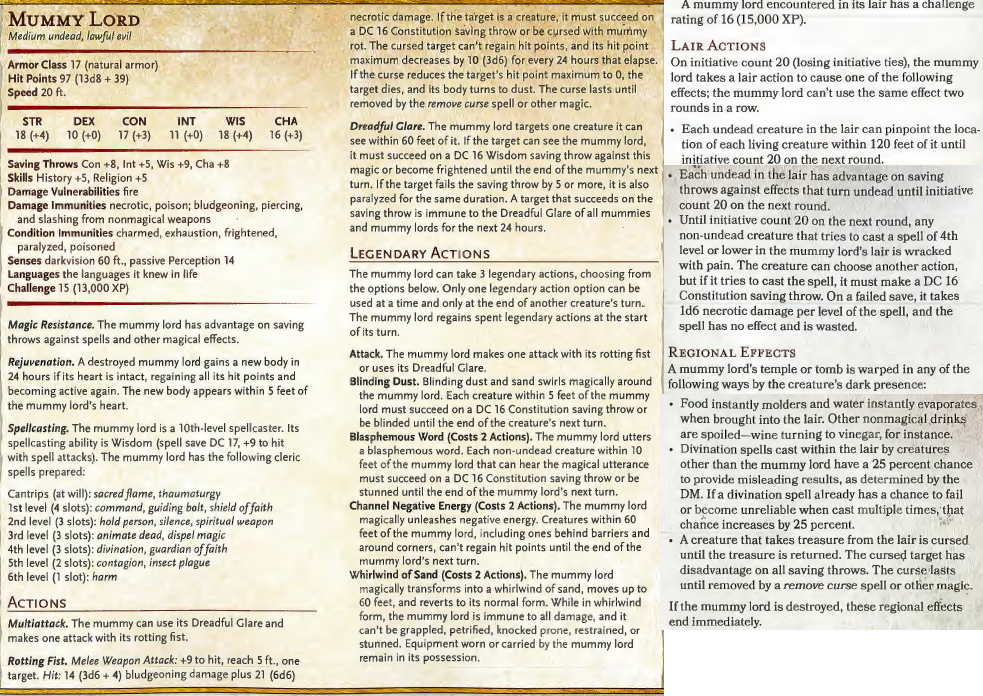 MUMMY LORD
Medium undead, lawful evil
Armor Class 17 (natural armor)
Hit Points 97 (13d8 + 39)
Speed 20 ft.
STR DEX CON INT WIS CHA
18 (+4) 10 (+0) 17 (+3) 11 (+0) 18 (+4) 16 (+3)
Saving Throws Con +8, Int +5, Wis +9, Cha +8
Skills History +5, Religion +5
Damage Vulnerabilities fire
Damage Immunities necrotic, poison; bludgeoning, piercing,
and slashing from nonmagical weapons
Condition Immunities charmed, exhaustion, frightened,
paralyzed, poisoned
Senses darkvision 60 ft., passive Perception 14
Languages the languages it knew in life
Challenge 15 (13,000 XP)
Magic Resistance. The mummy lord has advantage on saving
throws against spells and other magical effects.
Rejuvenation. A destroyed mummy lord gains a new body in
24 hours if its heart is intact, regaining all its hit points and
becoming active again. The new body appears within 5 feet of
the mummy lord's heart.
Spellcasting. The mummy lord is a 10th-level spellcaster. Its
spellcasting ability is Wisdom (spell save DC 17, +9 to hit
with spell attacks). The mummy lord has the following cleric
spells prepared:
Cantrips (at will): sacred flame, thaumaturgy
1st level (4 slots): command, guiding bolt, shield of faith
2nd level (3 slots): hold person, silence, spiritual weapon
3rd level (3 slots): animate dead, dispel magic
4th level (3 slots): divination, guardian of faith
5th level (2 slots): contagion, insect plague
6th level (1 slot): harm
ACTIONS
Multiattack. The mummy can use its Dreadful Glare and
makes one attack with its rotting fist.
Rotting Fist. Melee Weapon Attack: +9 to hit, reach 5 ft., one
target. Hit: 14 (3d6 + 4) bludgeoning damage plus 21 (6d6)
necrotic damage. If the target is a creature, it must succeed on
a DC 16 Constitution saving throw or be cursed with mummy
rot. The cursed target can't regain hit points, and its hit point
maximum decreases by 10 (3d6) for every 24 hours that elapse.
If the curse reduces the target's hit point maximum to 0, the
target dies, and its body turns to dust. The curse lasts until
removed by the remove curse spell or other magic.
Dreadful Glare. The mummy lord targets one creature it can
see within 60 feet of it. If the target can see the mummy lord,
it must succeed on a DC 16 Wisdom saving throw against this
magic or become frightened until the end of the mummy's next
turn. If the target fails the saving throw by 5 or more, it is also
paralyzed for the same duration. A target that succeeds on the
saving throw is immune to the Dreadful Glare of all mummies
and mummy lords for the next 24 hours.
LEGENDARY ACTIONS
The mummy lord can take 3 legendary actions, choosing from
the options below. Only one legendary action option can be
used at a time and only at the end of another creature's turn.
The mummy lord regains spent legendary actions at the start
of its turn.
Attack. The mummy lord makes one attack with its rotting fist
or uses its Dreadful Glare.
Blinding Dust. Blinding dust and sand swirls magically around
the mummy lord. Each creature within 5 feet of the mummy
lord must succeed on a DC 16 Constitution saving throw or
be blinded until the end of the creature's next turn.
Blasphemous Word (Costs 2 Actions). The mummy lord utters
a blasphemous word. Each non-undead creature within 10
feet of the mummy lord that can hear the magical utterance
must succeed on a DC 16 Constitution saving throw or be
stunned until the end of the mummy lord's next turn.
Channel Negative Energy (Costs 2 Actions). The mummy lord
magically unleashes negative energy. Creatures within 60
feet of the mummy lord, including ones behind barriers and
around corners, can't regain hit points until the end of the
mummy lord's next turn.
Whirlwind of Sand (Costs 2 Actions). The mummy lord
magically transforms into a whirlwind of sand, moves up to
60 feet, and reverts to its normal form. While in whirlwind
form, the mummy lord is immune to all damage, and it
can't be grappled, petrified, knocked prone, restrained, or
stunned. Equipment worn or carried by the mummy lord
remain in its possession.
A mummy lord encountered in its lair has a challenge
rating of 16 (15,000 XP).
LAIR ACTIONS
On initiative count 20 (losing initiative ties), the mummy
lord takes a lair action to cause one of the following
effects; the mummy lord can't use the same effect two
rounds in a row.
• Each undead creature in the lair can pinpoint the loca-
tion of each living creature within 120 feet of it until
initiative count 20 on the next round.
• Each undead in the lair has advantage on saving
throws against effects that turn undead until initiative
count 20 on the next round.
• Until initiative count 20 on the next round, any
non-undead creature that tries to cast a spell of 4th
level or lower in the mummy lord's lair is wracked
with pain. The creature can choose another action,
but if it tries to cast the spell, it must make a DC 16
Constitution saving throw. On a failed save, it takes
1d6 necrotic damage per level of the spell, and the
spell has no effect and is wasted.
REGIONAL EFFECTS
A mummy lord's temple or tomb is warped in any of the
following ways by the creature's dark presence:
• Food instantly molders and water instantly evaporates
when brought into the lair. Other nonmagical drinks
are spoiled—wine turning to vinegar, for instance.
• Divination spells cast within the lair by creatures
other than the mummy lord have a 25 percent chance
to provide misleading results, as determined by the
DM. If a divination spell already has a chance to fail
or become unreliable when cast multiple times, that
chance increases by 25 percent.
• A creature that takes treasure from the lair is cursed
until the treasure is returned. The cursed target has
disadvantage on all saving throws. The curse lasts
until removed by a remove curse spell or other magic.
If the mummy lord is destroyed, these regional effects
end immediately.